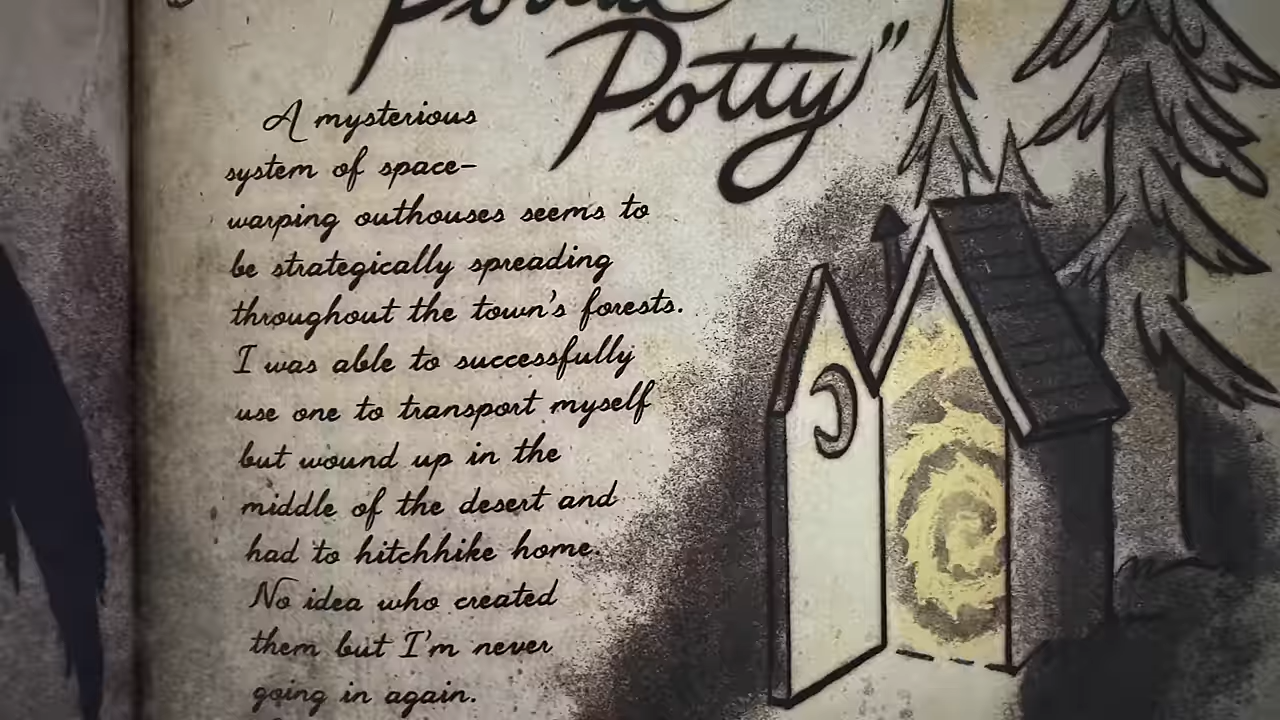 Potty"
A mysterious
system of space-
warping outhouses seems to
be strategically spreading
throughout the town's forests.
I was able to successfully
use one to transport myself
but wound up in the
middle of the desert and
had to hitchhike home.
No idea who created
them but I'm never
going in again.